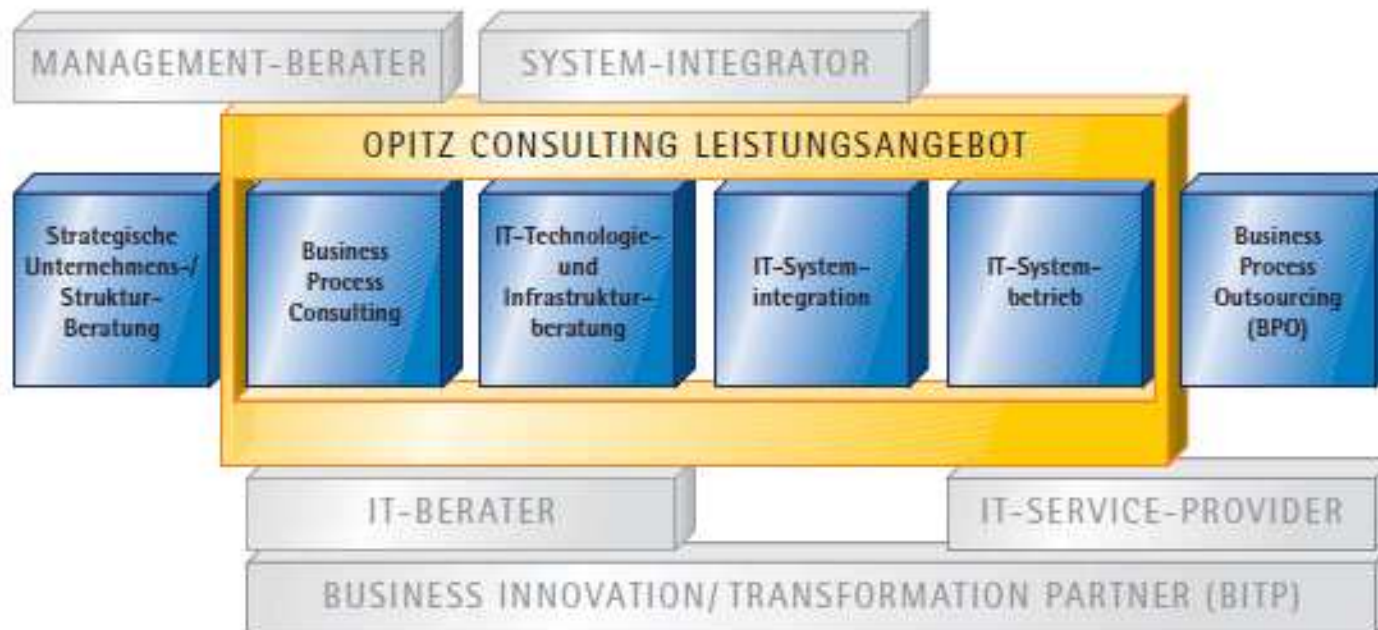 MANAGEMENT-BERATER
SYSTEM-INTEGRATOR
OPITZ CONSULTING LEISTUNGSANGEBOT
Strategische
Unternehmens-/
Struktur-
Beratung
Business
Process
Consulting
IT-Technologie-
und
Infrastruktur-
beratung
IT-System-
integration
IT-System-
betrieb
Business
Process
Outsourcing
(BPO)
IT-BERATER
IT-SERVICE-PROVIDER
BUSINESS INNOVATION/ TRANSFORMATION PARTNER (BITP)